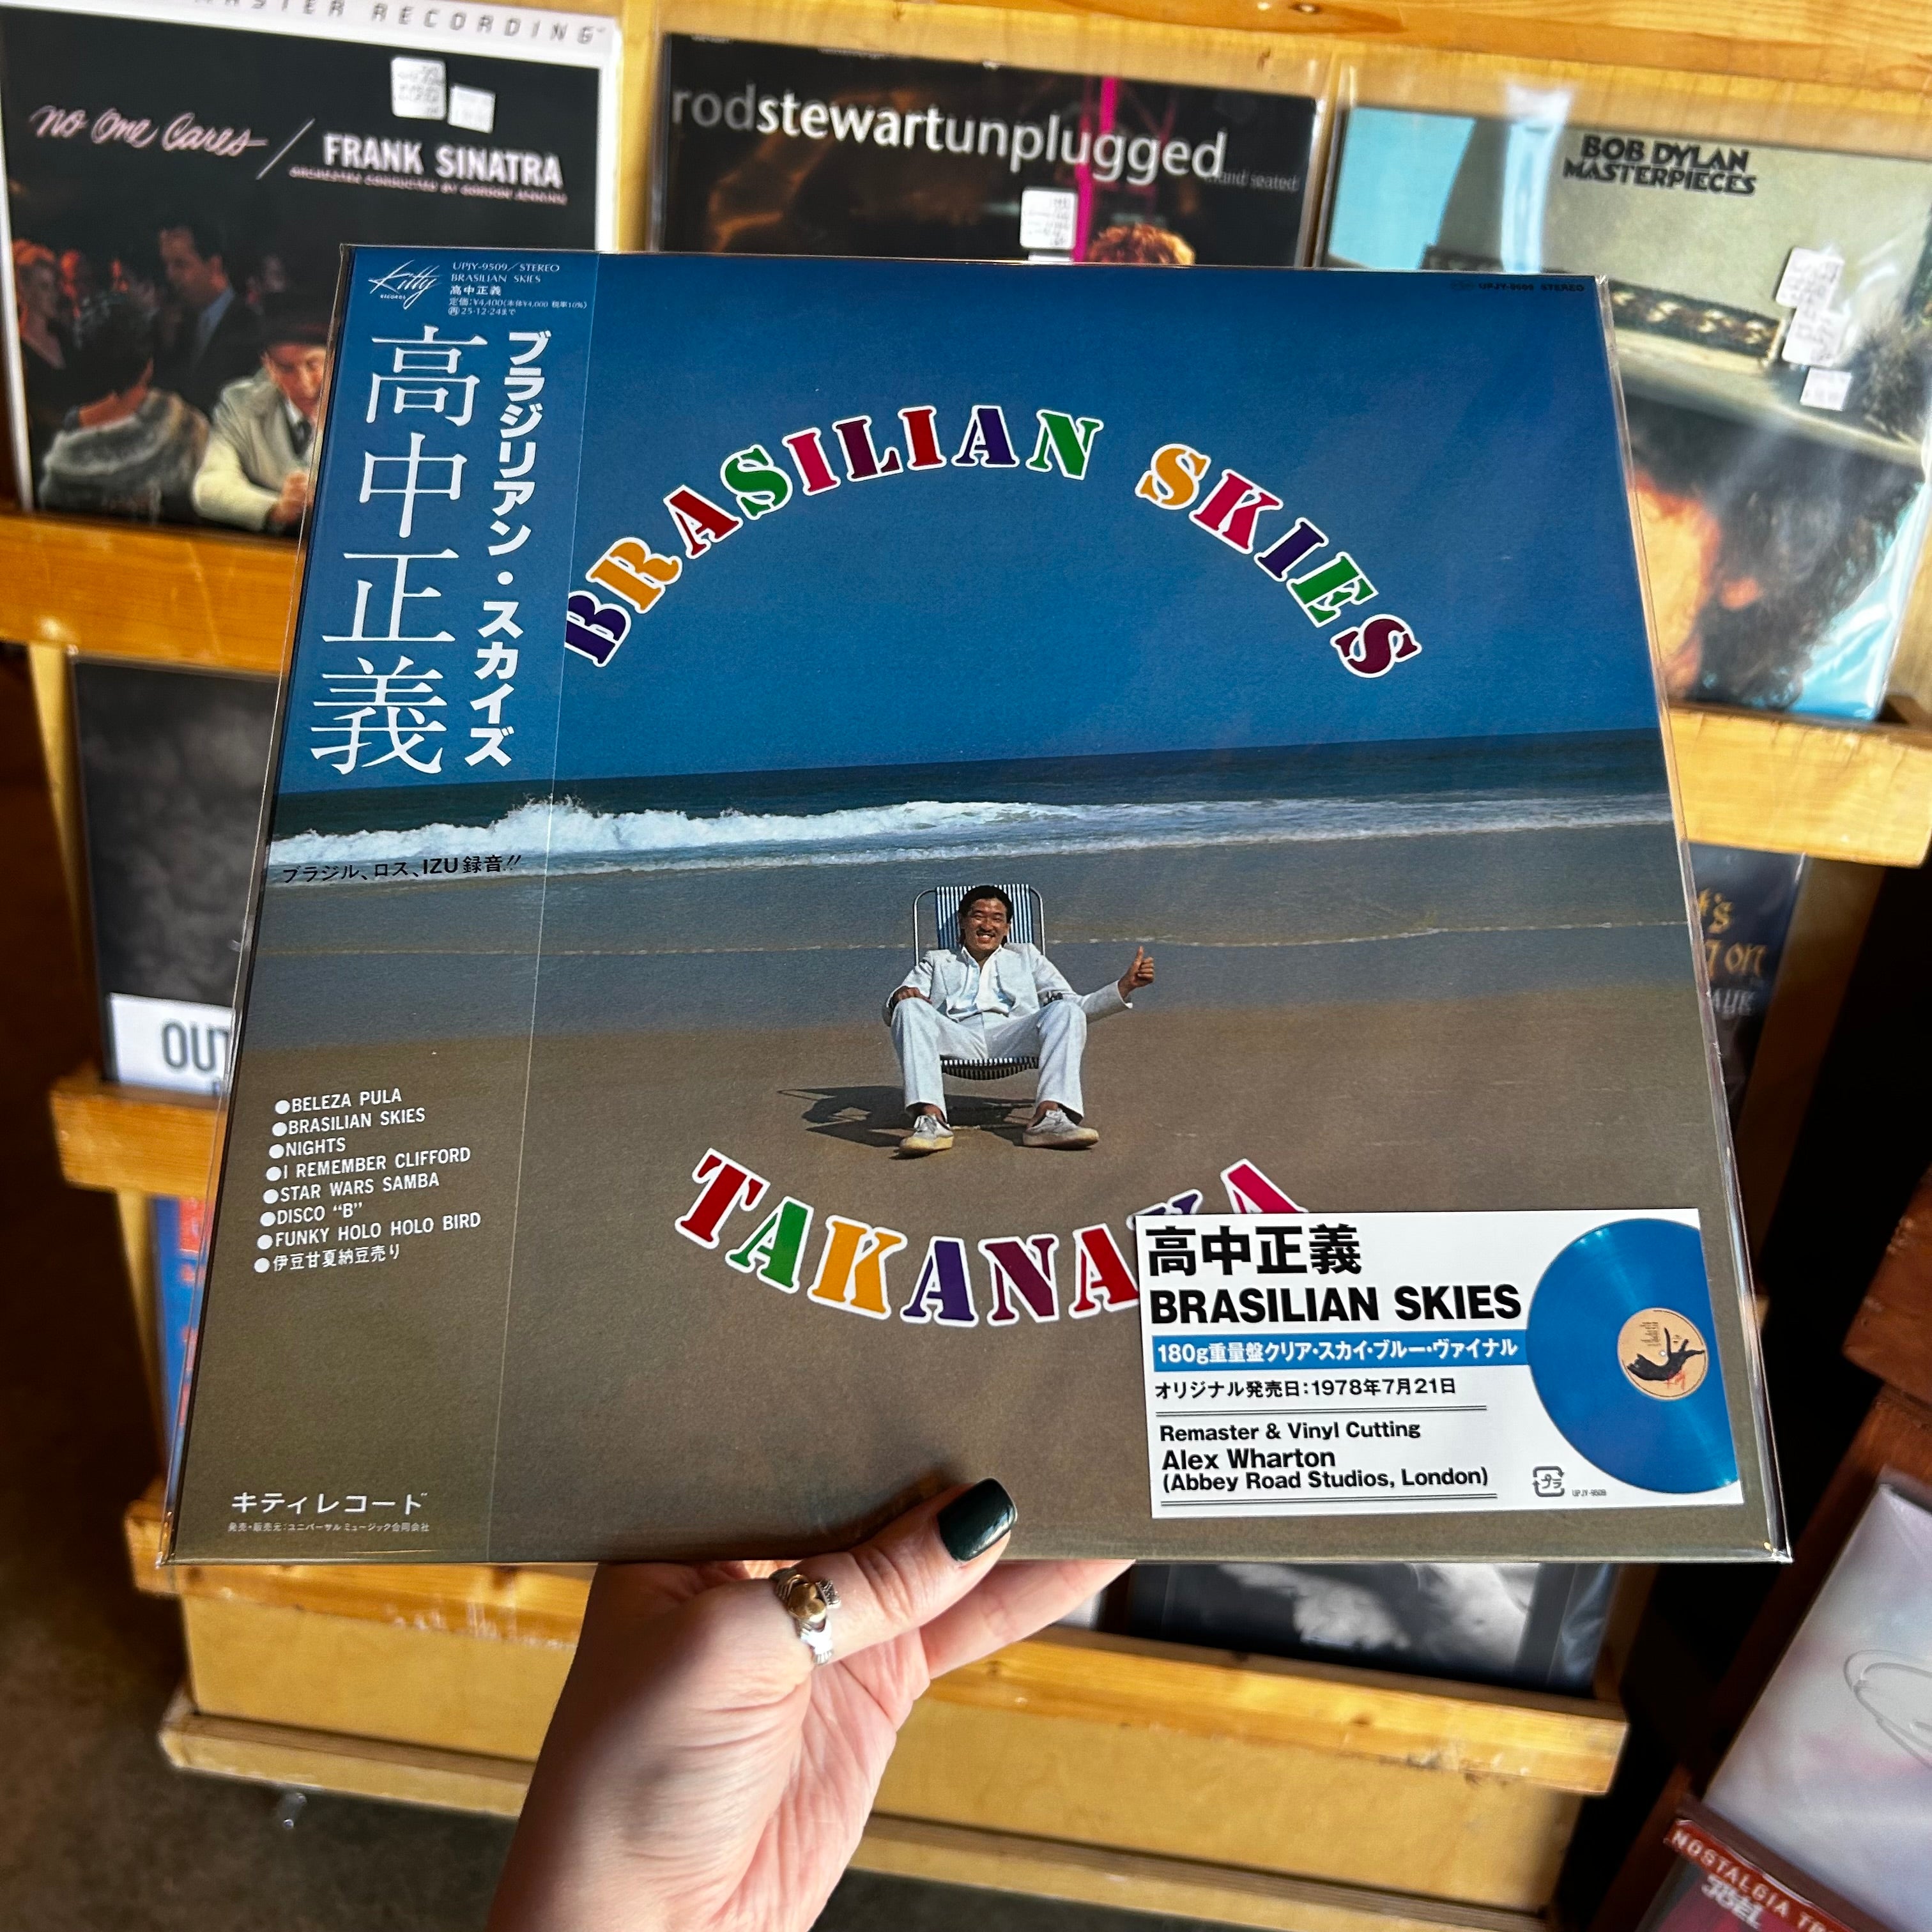 MASTER RECORDING
no one cares / FRANK SINATRA
ORCHESTRA CONDUCTED BY GORDON JENKINS
rodstewartunplugged
...and seated
BOB DYLAN
MASTERPIECES
Kitty
RECORDS
UPJY-9509/STEREO
BRASILIAN SKIES
高中正義
定価:¥4,400(本体¥4,000 税率10%)
㋐25・12・24まで
UPJY-9509 STEREO
高中正義
ブラジリアン・スカイズ
BRASILIAN SKIES
ブラジル、ロス、IZU録音!!
OUT
on
●BELEZA PULA
●BRASILIAN SKIES
●NIGHTS
●I REMEMBER CLIFFORD
●STAR WARS SAMBA
●DISCO “B”
●FUNKY HOLO HOLO BIRD
●伊豆甘夏納豆売り
TAKANAKA
高中正義
BRASILIAN SKIES
180g重量盤クリア・スカイ・ブルー・ヴァイナル
オリジナル発売日:1978年7月21日
Remaster & Vinyl Cutting
Alex Wharton
(Abbey Road Studios, London)
プラ
UPJY-9509
キティレコード
発売・販売元:ユニバーサル ミュージック合同会社
NOSTALGIA TR